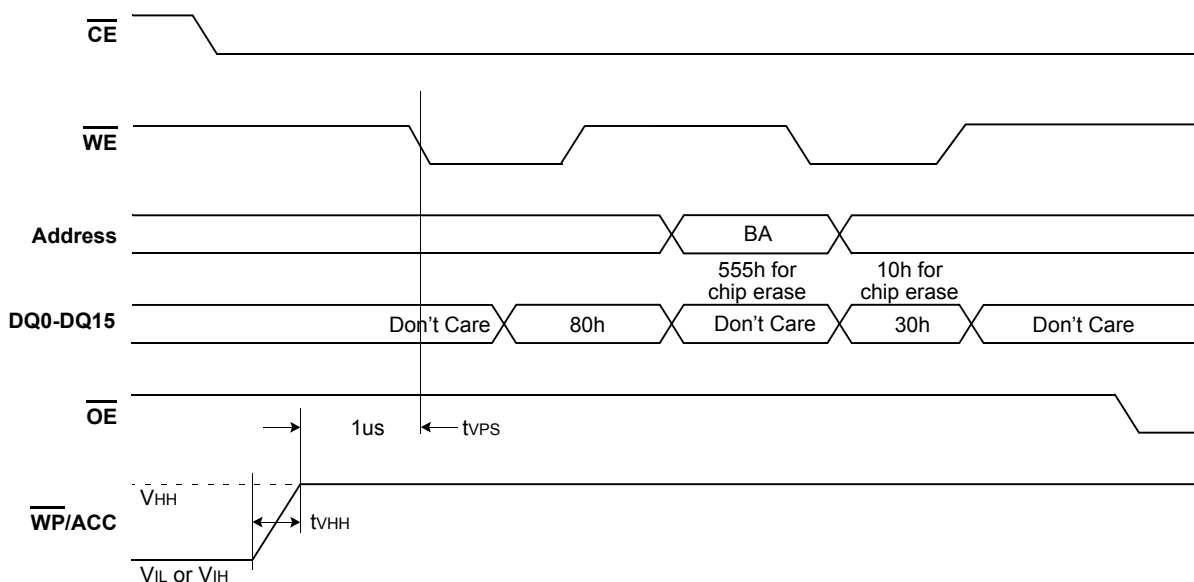 CE
WE
Address
BA
555h for
chip erase
10h for
chip erase
DQ0-DQ15
Don't Care
80h
Don't Care
30h
Don't Care
OE
1us
tVPS
VHH
WP/ACC
tVHH
VIL or VIH